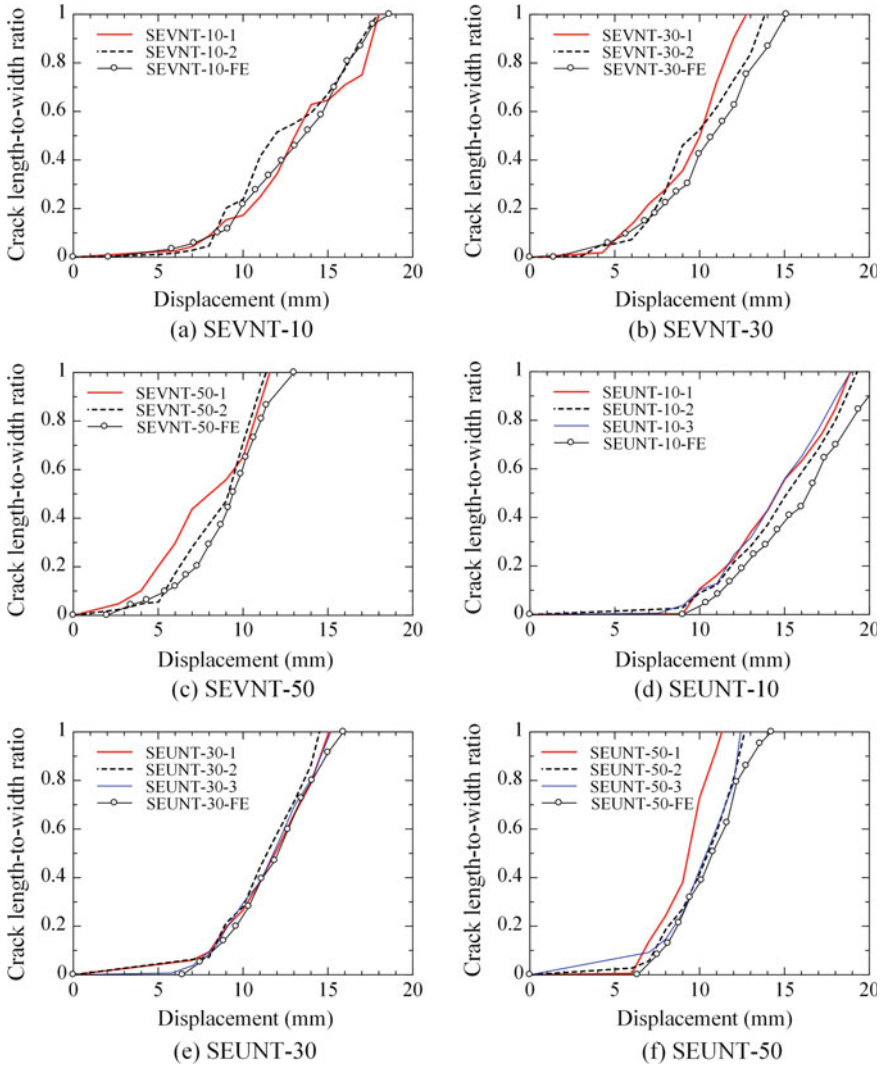 Crack length-to-width ratio
1
0.8
0.6
0.4
0.2
0
SEVNT-10-1
SEVNT-10-2
SEVNT-10-FE
0 5 10 15 20
Displacement (mm)
(a) SEVNT-10
Crack length-to-width ratio
1
0.8
0.6
0.4
0.2
0
SEVNT-30-1
SEVNT-30-2
SEVNT-30-FE
0 5 10 15 20
Displacement (mm)
(b) SEVNT-30
Crack length-to-width ratio
1
0.8
0.6
0.4
0.2
0
SEVNT-50-1
SEVNT-50-2
SEVNT-50-FE
0 5 10 15 20
Displacement (mm)
(c) SEVNT-50
Crack length-to-width ratio
1
0.8
0.6
0.4
0.2
0
SEUNT-10-1
SEUNT-10-2
SEUNT-10-3
SEUNT-10-FE
0 5 10 15 20
Displacement (mm)
(d) SEUNT-10
Crack length-to-width ratio
1
0.8
0.6
0.4
0.2
0
SEUNT-30-1
SEUNT-30-2
SEUNT-30-3
SEUNT-30-FE
0 5 10 15 20
Displacement (mm)
(e) SEUNT-30
Crack length-to-width ratio
1
0.8
0.6
0.4
0.2
0
SEUNT-50-1
SEUNT-50-2
SEUNT-50-3
SEUNT-50-FE
0 5 10 15 20
Displacement (mm)
(f) SEUNT-50